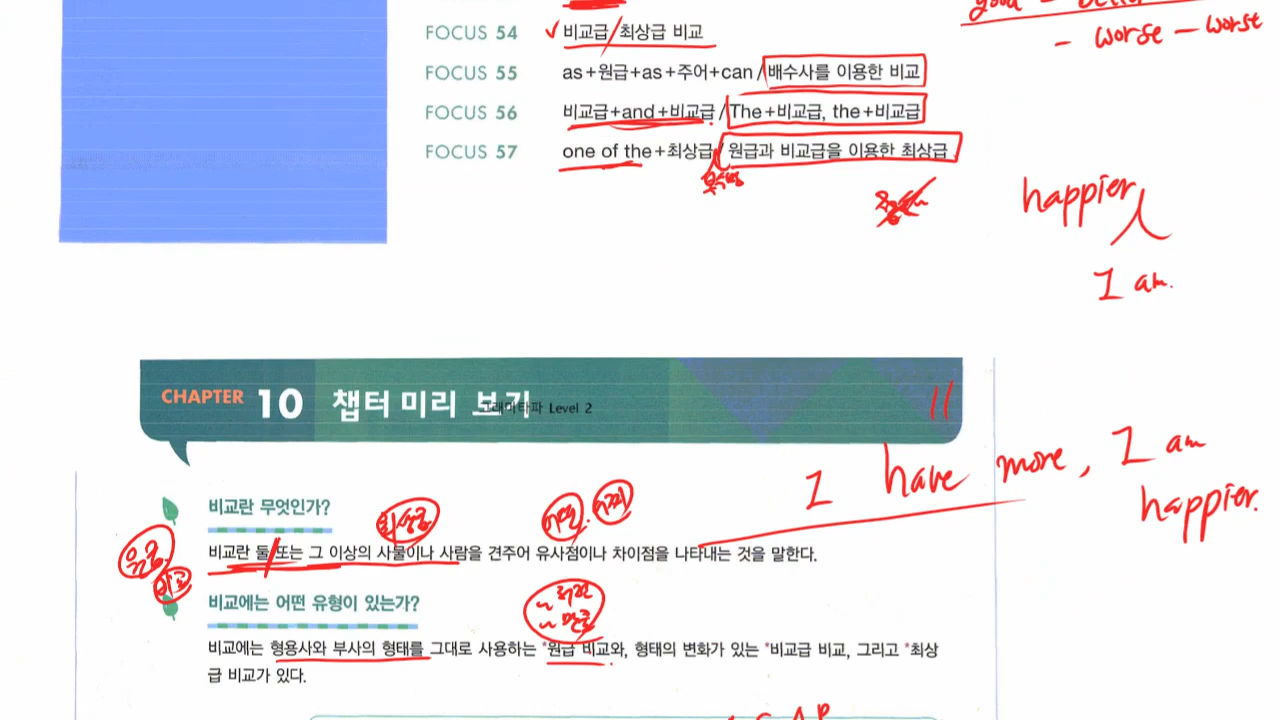 FOCUS 54 비교급/최상급 비교
- worse - worst
FOCUS 55 as+원급+as+주어+can/배수사를 이용한 비교
FOCUS 56 비교급+and+비교급/The+비교급, the+비교급
FOCUS 57 one of the+최상급/원급과 비교급을 이용한 최상급
happier
I am.
CHAPTER 10 챕터 미리 보기
Level 2
11
I have more, I am
happier.
비교란 무엇인가?
최상급
원급
비교란 둘 또는 그 이상의 사물이나 사람을 견주어 유사점이나 차이점을 나타내는 것을 말한다.
비교
비교에는 어떤 유형이 있는가?
~ 만큼
비교에는 형용사와 부사의 형태를 그대로 사용하는 *원급 비교와, 형태의 변화가 있는 *비교급 비교, 그리고 *최상
급 비교가 있다.